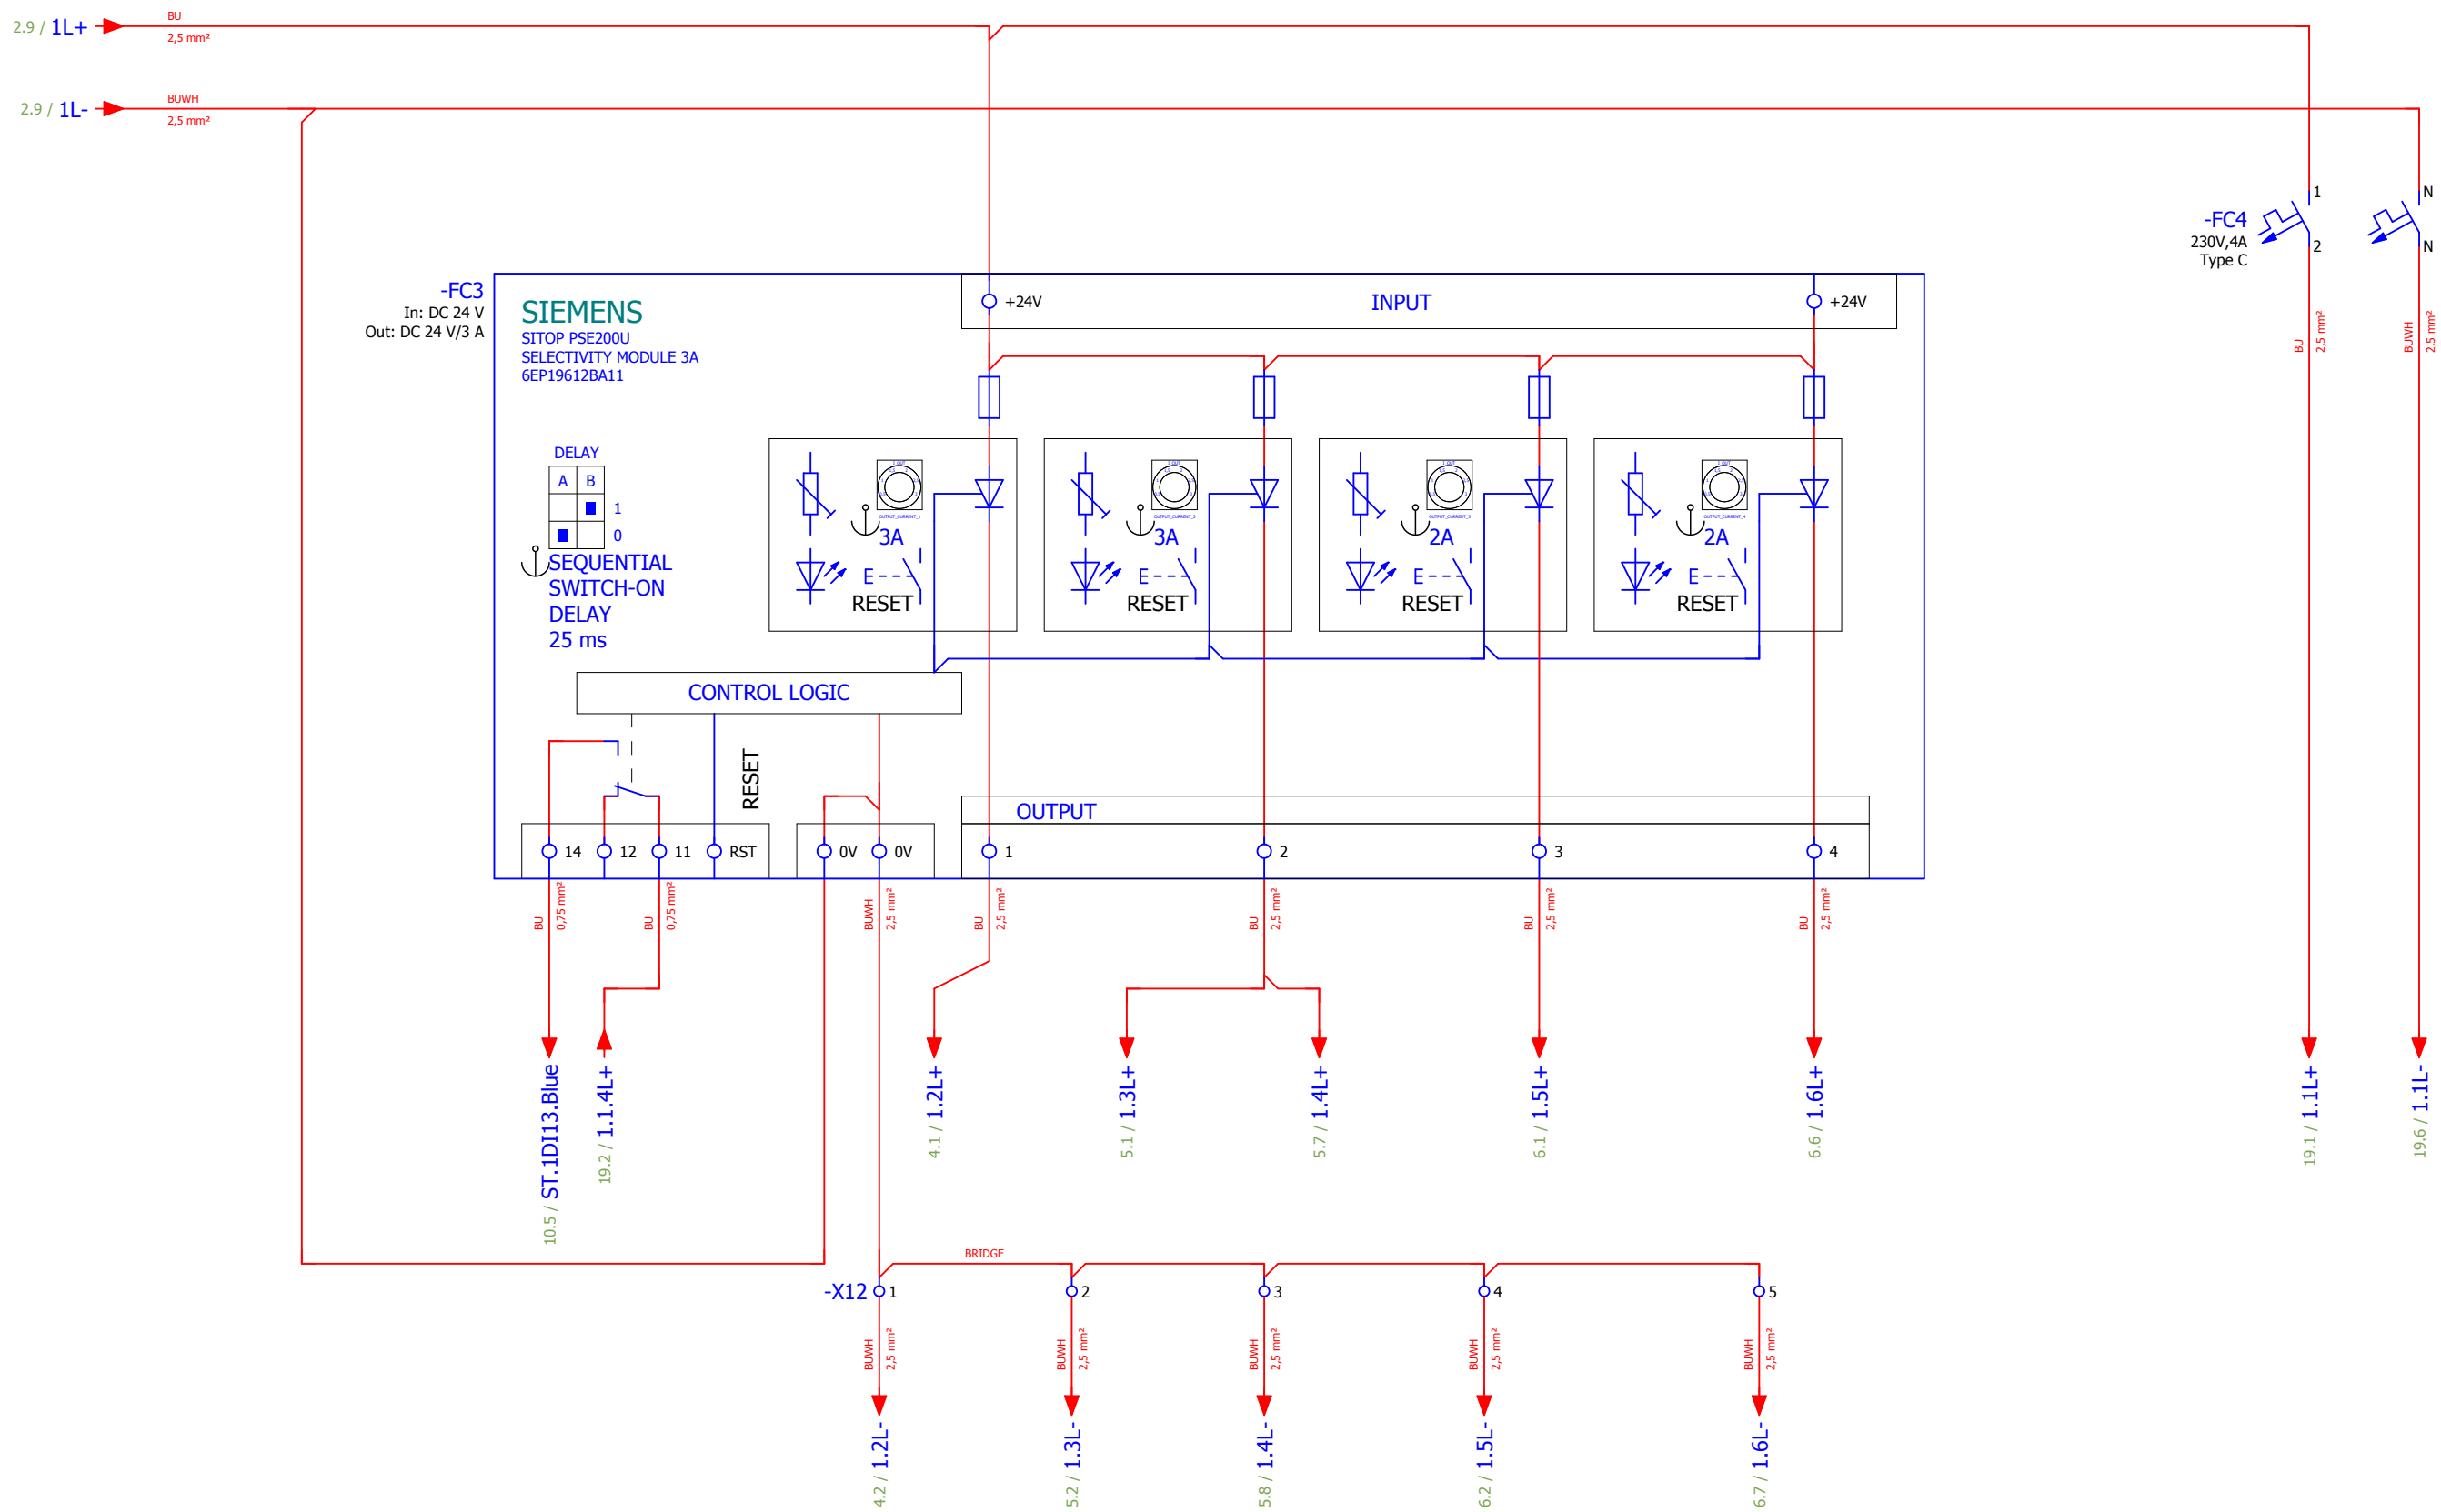 2.9 / 1L+
BU
2,5 mm²
2.9 / 1L-
BUWH
2,5 mm²
-FC4
230V,4A
Type C
1
2
N
N
BU
2,5 mm²
BUWH
2,5 mm²
-FC3
In: DC 24 V
Out: DC 24 V/3 A
SIEMENS
SITOP PSE200U
SELECTIVITY MODULE 3A
6EP19612BA11
+24V
INPUT
+24V
DELAY
A B
1
0
SEQUENTIAL
SWITCH-ON
DELAY
25 ms
OUTPUT_CURRENT_1
3A
RESET
OUTPUT_CURRENT_2
3A
RESET
OUTPUT_CURRENT_3
2A
RESET
OUTPUT_CURRENT_4
2A
RESET
CONTROL LOGIC
RESET
OUTPUT
14
12
11
RST
0V
0V
1
2
3
4
BU
0,75 mm²
BU
0,75 mm²
BUWH
2,5 mm²
BU
2,5 mm²
BU
2,5 mm²
BU
2,5 mm²
BU
2,5 mm²
10.5 / ST.1DI13.Blue
19.2 / 1.1.4L+
4.1 / 1.2L+
5.1 / 1.3L+
5.7 / 1.4L+
6.1 / 1.5L+
6.6 / 1.6L+
19.1 / 1.1L+
19.6 / 1.1L-
BRIDGE
-X12
1
2
3
4
5
BUWH
2,5 mm²
BUWH
2,5 mm²
BUWH
2,5 mm²
BUWH
2,5 mm²
BUWH
2,5 mm²
4.2 / 1.2L-
5.2 / 1.3L-
5.8 / 1.4L-
6.2 / 1.5L-
6.7 / 1.6L-